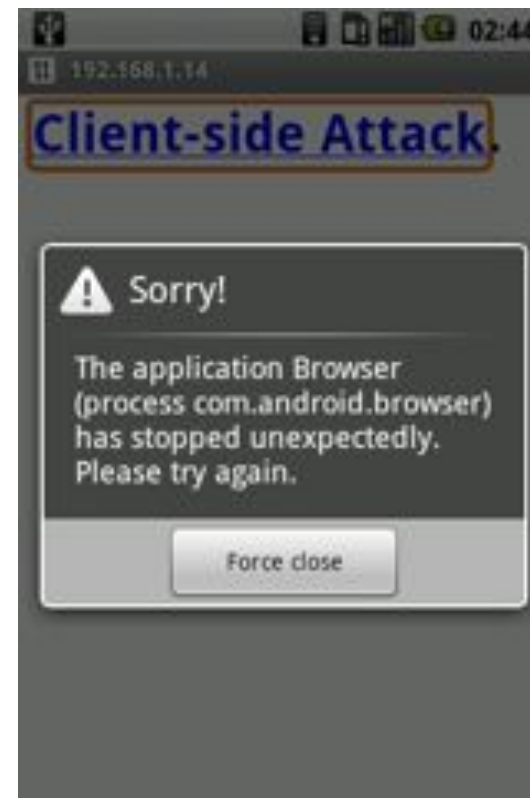 02:44
192.168.1.14
Client-side Attack.
Sorry!
The application Browser
(process com.android.browser)
has stopped unexpectedly.
Please try again.
Force close